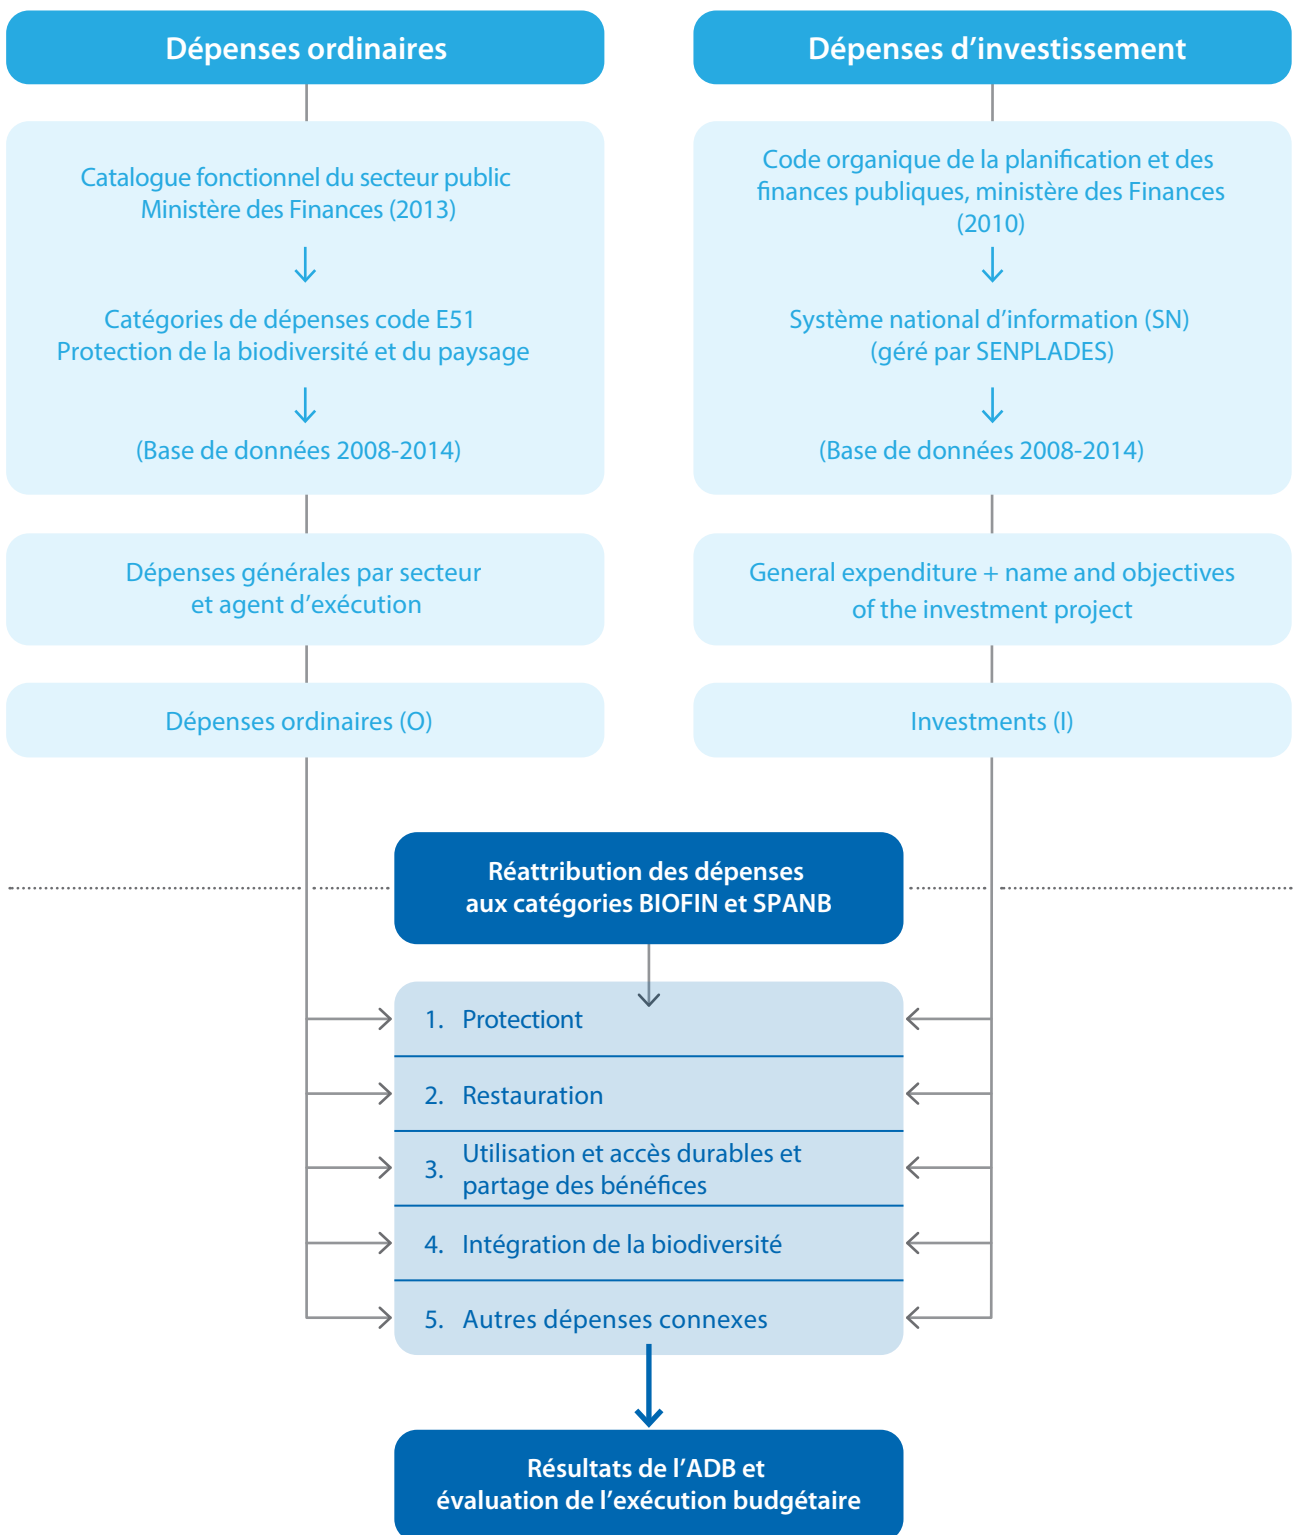 Dépenses ordinaires
Catalogue fonctionnel du secteur public
Ministère des Finances (2013)
Catégories de dépenses code E51
Protection de la biodiversité et du paysage
(Base de données 2008-2014)
Dépenses générales par secteur
et agent d’exécution
Dépenses ordinaires (O)
Dépenses d’investissement
Code organique de la planification et des
finances publiques, ministère des Finances
(2010)
Système national d’information (SN)
(géré par SENPLADES)
(Base de données 2008-2014)
General expenditure + name and objectives
of the investment project
Investments (I)
Réattribution des dépenses
aux catégories BIOFIN et SPANB
1. Protectiont
2. Restauration
3. Utilisation et accès durables et
partage des bénéfices
4. Intégration de la biodiversité
5. Autres dépenses connexes
Résultats de l’ADB et
évaluation de l’exécution budgétaire